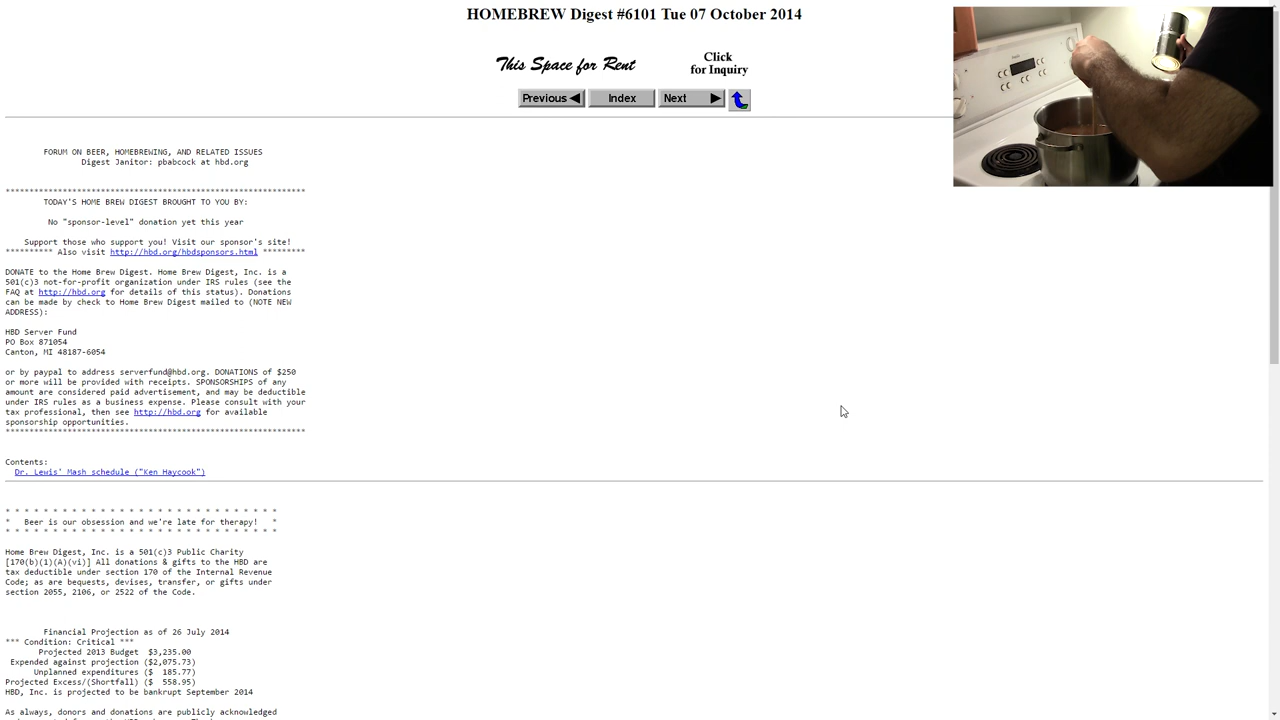 HOMEBREW Digest #6101 Tue 07 October 2014
This Space for Rent
Click
for Inquiry
Previous
Index
Next
FORUM ON BEER, HOMEBREWING, AND RELATED ISSUES
Digest Janitor: pbabcock at hbd.org
***************************************************************
TODAY'S HOME BREW DIGEST BROUGHT TO YOU BY:
No "sponsor-level" donation yet this year
Support those who support you! Visit our sponsor's site!
********** Also visit http://hbd.org/hbdsponsors.html *********
DONATE to the Home Brew Digest. Home Brew Digest, Inc. is a
501(c)3 not-for-profit organization under IRS rules (see the
FAQ at http://hbd.org for details of this status). Donations
can be made by check to Home Brew Digest mailed to (NOTE NEW
ADDRESS):
HBD Server Fund
PO Box 871054
Canton, MI 48187-6054
or by paypal to address serverfund@hbd.org. DONATIONS of $250
or more will be provided with receipts. SPONSORSHIPS of any
amount are considered paid advertisement, and may be deductible
under IRS rules as a business expense. Please consult with your
tax professional, then see http://hbd.org for available
sponsorship opportunities.
***************************************************************
Contents:
Dr. Lewis' Mash schedule ("Ken Haycook")
* * * * * * * * * * * * * * * * * * * * * * * * * * * * *
* Beer is our obsession and we're late for therapy! *
* * * * * * * * * * * * * * * * * * * * * * * * * * * * *
Home Brew Digest, Inc. is a 501(c)3 Public Charity
[170(b)(1)(A)(vi)] All donations & gifts to the HBD are
tax deductible under section 170 of the Internal Revenue
Code; as are bequests, devises, transfer, or gifts under
section 2055, 2106, or 2522 of the Code.
Financial Projection as of 26 July 2014
*** Condition: Critical ***
Projected 2013 Budget $3,235.00
Expended against projection ($2,075.73)
Unplanned expenditures ($ 185.77)
Projected Excess/(Shortfall) ($ 558.95)
HBD, Inc. is projected to be bankrupt September 2014
As always, donors and donations are publicly acknowledged